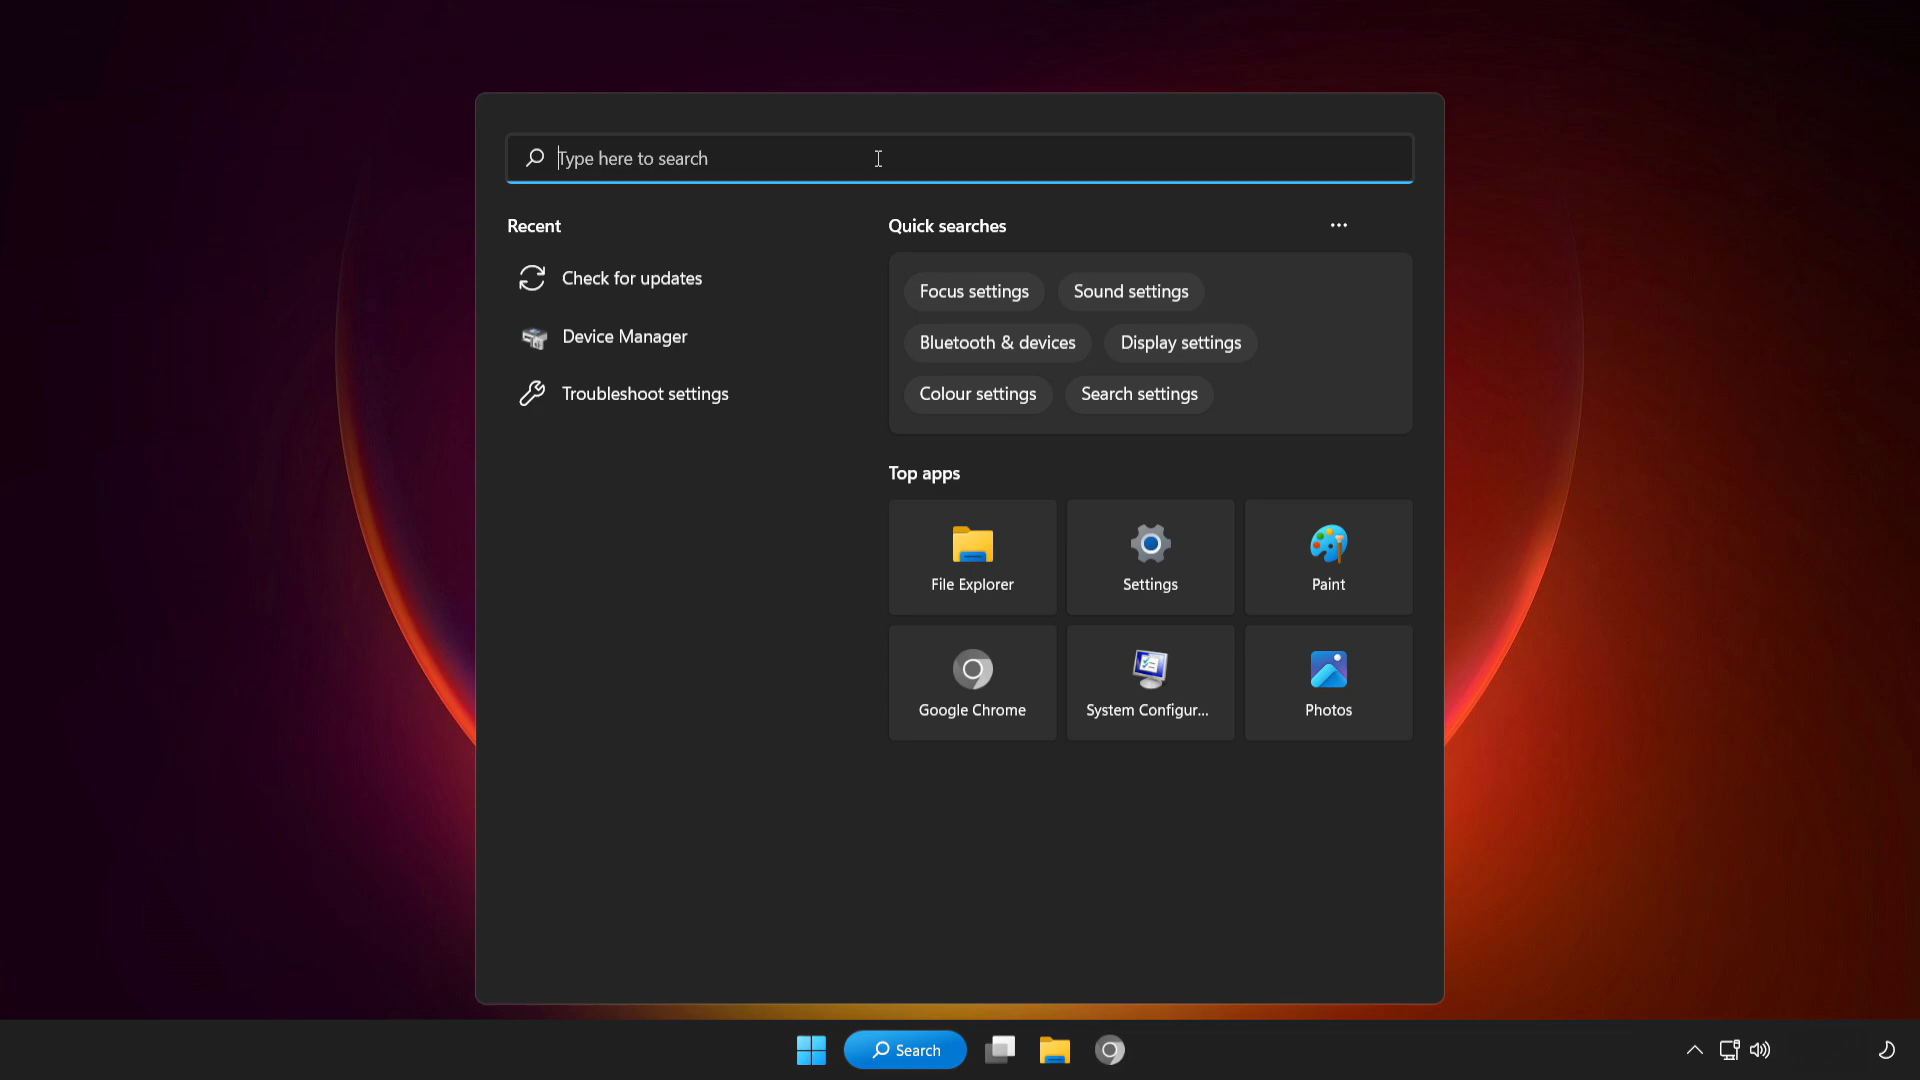 Type here to search
Recent
Quick searches
Check for updates
Device Manager
Troubleshoot settings
Focus settings
Sound settings
Bluetooth & devices
Display settings
Colour settings
Search settings
Top apps
File Explorer
Settings
Paint
Google Chrome
System Configur...
Photos
Search